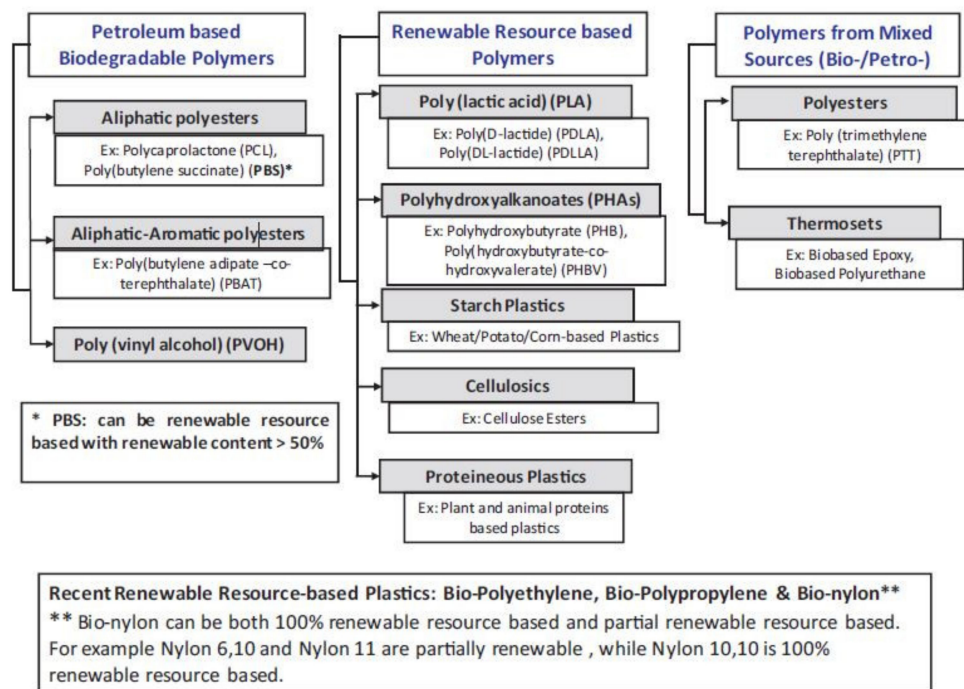 Petroleum based
Biodegradable Polymers
Aliphatic polyesters
Ex: Polycaprolactone (PCL),
Poly(butylene succinate) (PBS)*
Aliphatic-Aromatic polyesters
Ex: Poly(butylene adipate –co-
terephthalate) (PBAT)
Poly (vinyl alcohol) (PVOH)
* PBS: can be renewable resource
based with renewable content > 50%
Renewable Resource based
Polymers
Poly (lactic acid) (PLA)
Ex: Poly(D-lactide) (PDLA),
Poly(DL-lactide) (PDLLA)
Polyhydroxyalkanoates (PHAs)
Ex: Polyhydroxybutyrate (PHB),
Poly(hydroxybutyrate-co-
hydroxyvalerate) (PHBV)
Starch Plastics
Ex: Wheat/Potato/Corn-based Plastics
Cellulosics
Ex: Cellulose Esters
Proteineous Plastics
Ex: Plant and animal proteins
based plastics
Polymers from Mixed
Sources (Bio-/Petro-)
Polyesters
Ex: Poly (trimethylene
terephthalate) (PTT)
Thermosets
Ex: Biobased Epoxy,
Biobased Polyurethane
Recent Renewable Resource-based Plastics: Bio-Polyethylene, Bio-Polypropylene & Bio-nylon**
** Bio-nylon can be both 100% renewable resource based and partial renewable resource based.
For example Nylon 6,10 and Nylon 11 are partially renewable , while Nylon 10,10 is 100%
renewable resource based.